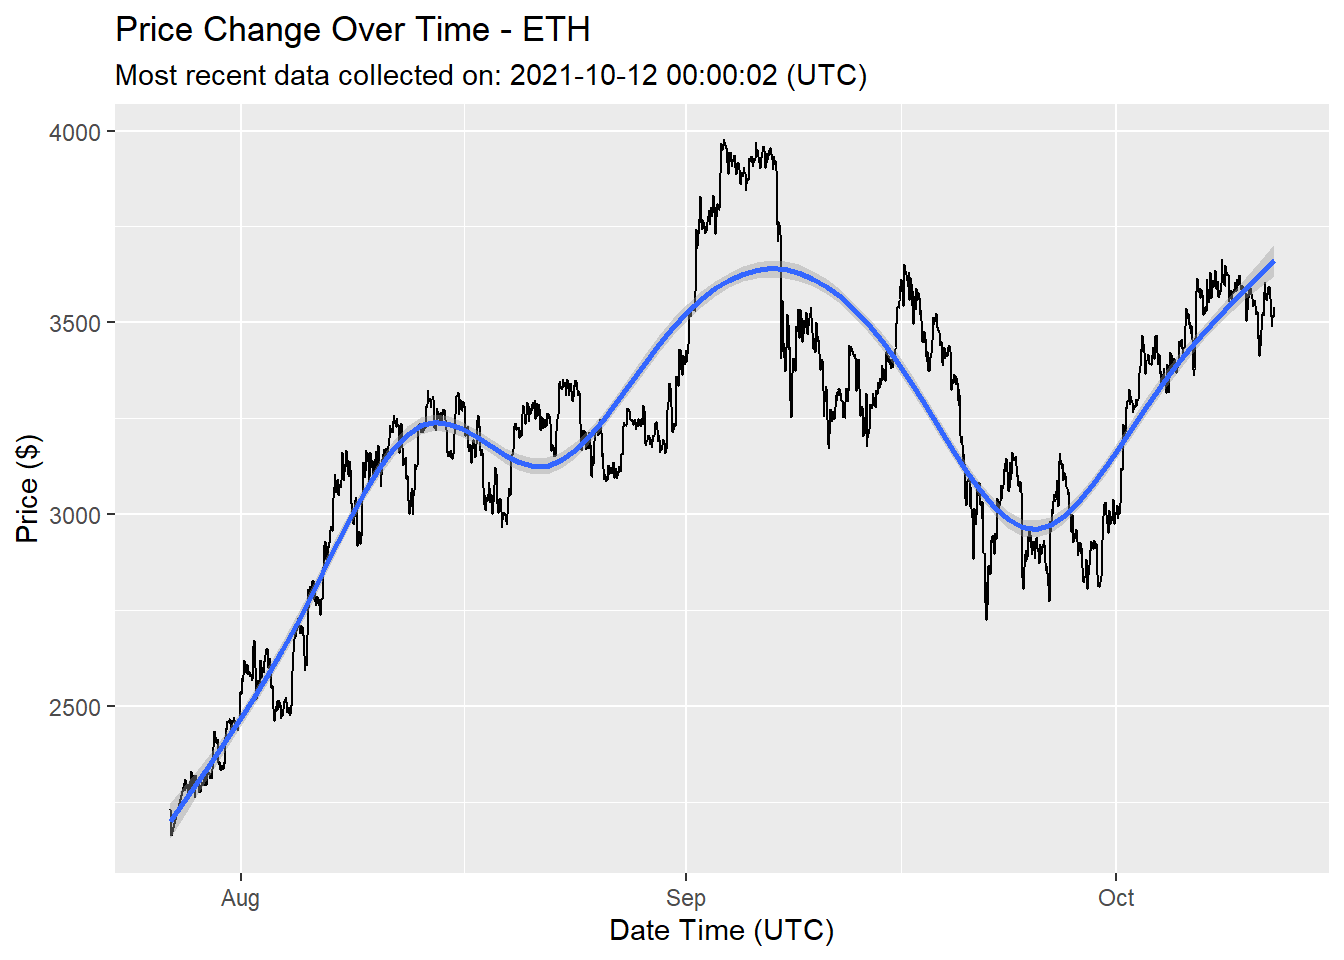 Price Change Over Time - ETH
Most recent data collected on: 2021-10-12 00:00:02 (UTC)
Price ($)
4000
3500
3000
2500
Aug Sep Oct
Date Time (UTC)